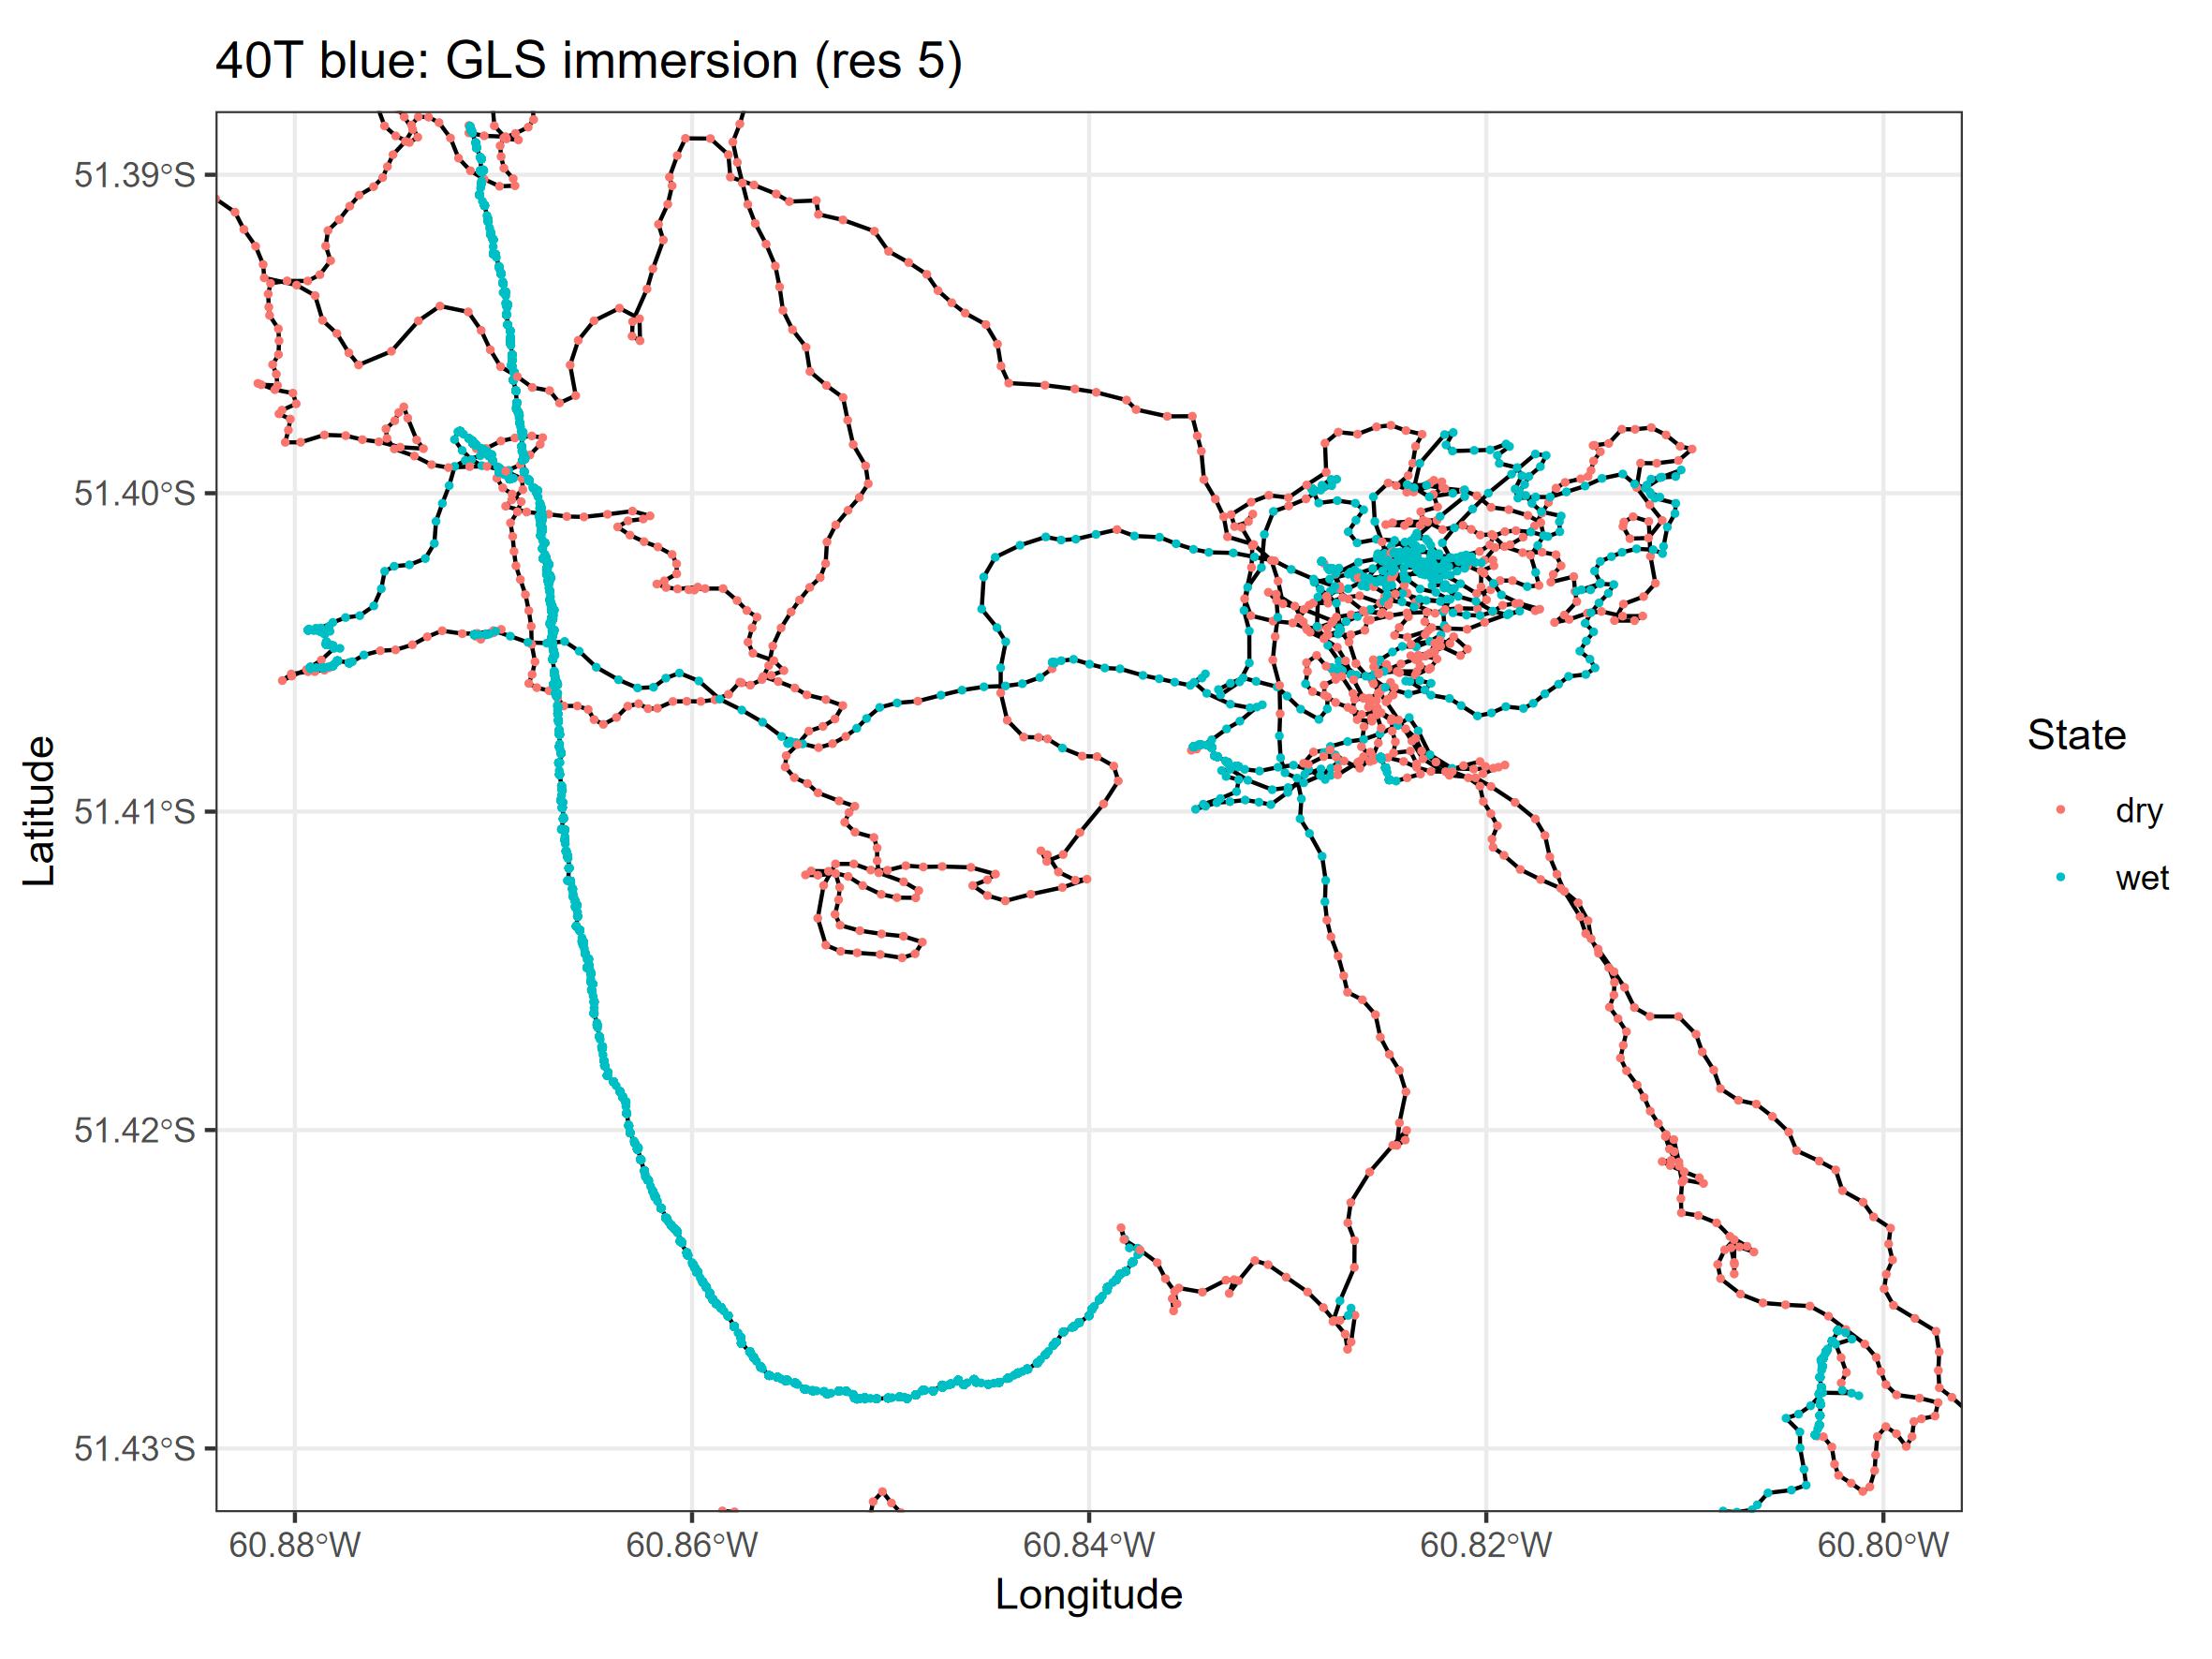 40T blue: GLS immersion (res 5)
51.39°S
51.40°S
51.41°S
51.42°S
51.43°S
Latitude
60.88°W
60.86°W
60.84°W
60.82°W
60.80°W
Longitude
State
dry
wet